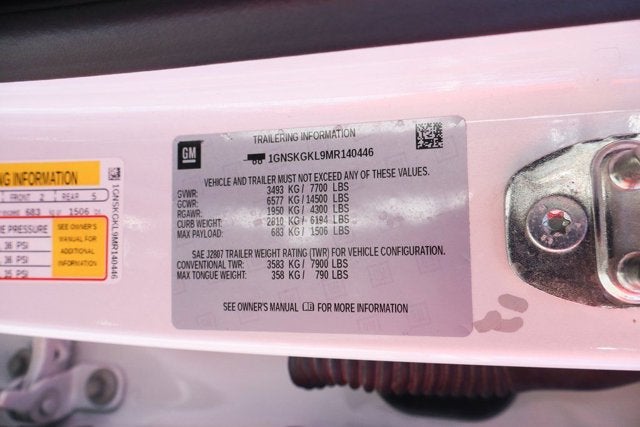 NG INFORMATION
FRONT 2 REAR 5
683 kg or 1506 lbs
E PRESSURE
, 36 PSI
, 36 PSI
, 35 PSI
SEE OWNER'S
MANUAL FOR
ADDITIONAL
INFORMATION
1GNSKGKL9MR140446
GM
TRAILERING INFORMATION
1GNSKGKL9MR140446
VEHICLE AND TRAILER MUST NOT EXCEED ANY OF THESE VALUES.
GVWR: 3493 KG / 7700 LBS
GCWR: 6577 KG / 14500 LBS
RGAWR: 1950 KG / 4300 LBS
CURB WEIGHT: 2810 KG / 6194 LBS
MAX PAYLOAD: 683 KG / 1506 LBS
SAE J2807 TRAILER WEIGHT RATING (TWR) FOR VEHICLE CONFIGURATION.
CONVENTIONAL TWR: 3583 KG / 7900 LBS
MAX TONGUE WEIGHT: 358 KG / 790 LBS
SEE OWNER'S MANUAL FOR MORE INFORMATION